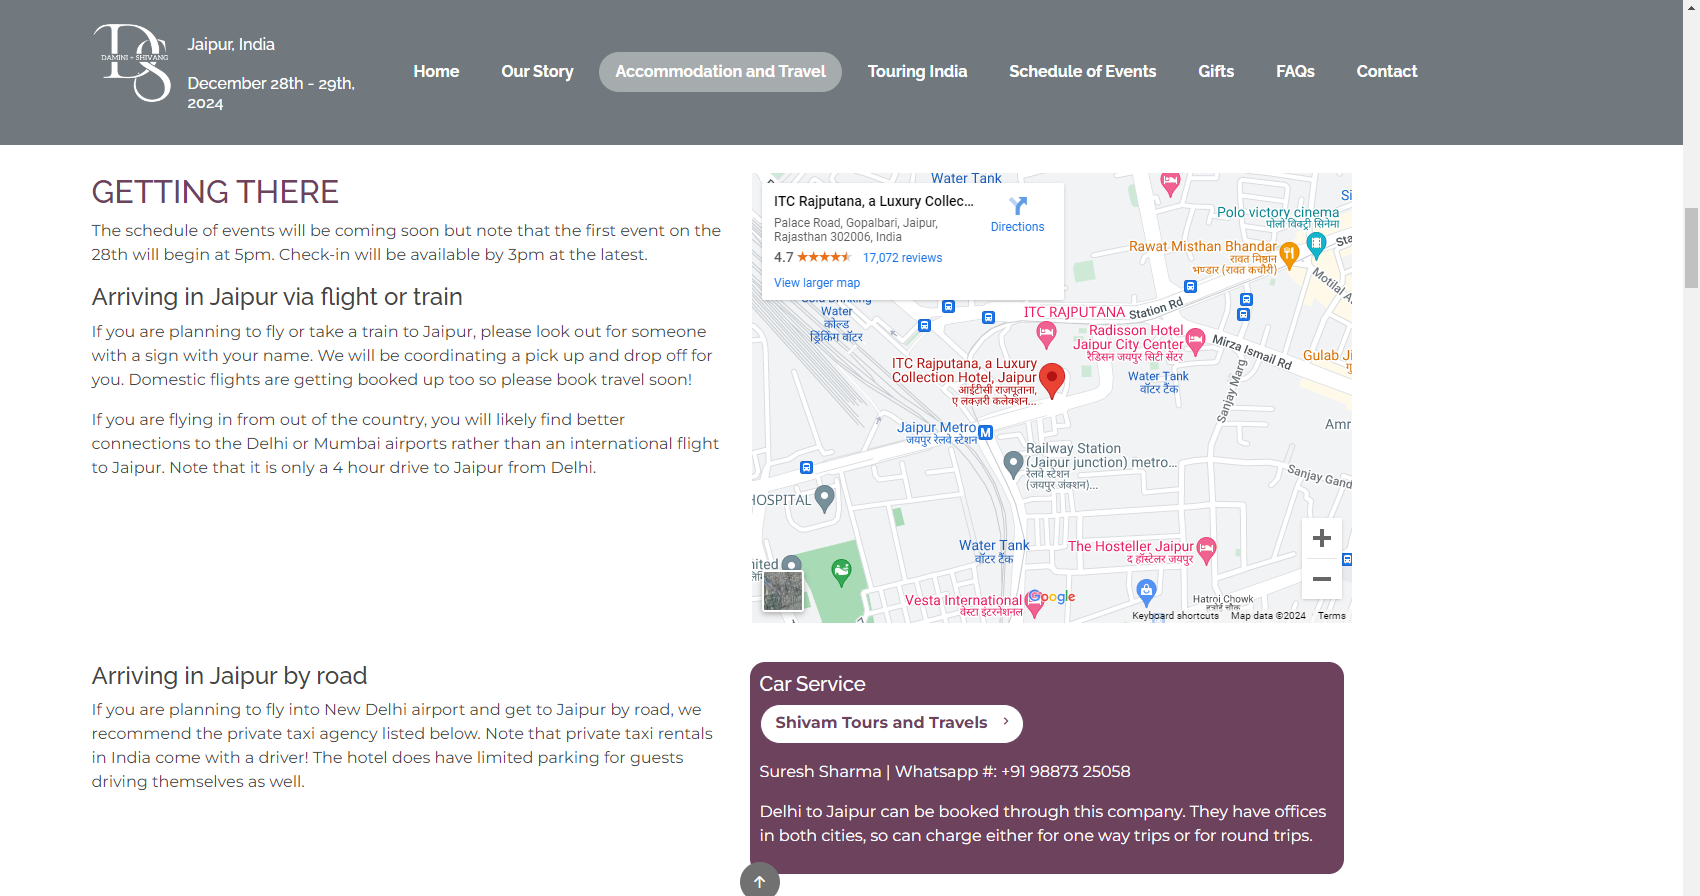 DS
DAMINI + SHIVANG
Jaipur, India
December 28th - 29th,
2024
Home
Our Story
Accommodation and Travel
Touring India
Schedule of Events
Gifts
FAQs
Contact
GETTING THERE
The schedule of events will be coming soon but note that the first event on the
28th will begin at 5pm. Check-in will be available by 3pm at the latest.
Arriving in Jaipur via flight or train
If you are planning to fly or take a train to Jaipur, please look out for someone
with a sign with your name. We will be coordinating a pick up and drop off for
you. Domestic flights are getting booked up too so please book travel soon!
If you are flying in from out of the country, you will likely find better
connections to the Delhi or Mumbai airports rather than an international flight
to Jaipur. Note that it is only a 4 hour drive to Jaipur from Delhi.
ITC Rajputana, a Luxury Collec...
Palace Road, Gopalbari, Jaipur,
Rajasthan 302006, India
4.7
17,072 reviews
View larger map
Directions
Water Tank
Polo victory cinema
पोलो विक्ट्री सिनेमा
Rawat Misthan Bhandar
रावत मिष्ठान
भण्डार (रावत कचौरी)
Motilal A
Water
कोल्ड
ड्रिंकिंग वॉटर
ITC RAJPUTANA
Station Rd
Radisson Hotel
Jaipur City Center
रैडिसन जयपुर सिटी सेंटर
Mirza Ismail Rd
Gulab Ji
ITC Rajputana, a Luxury
Collection Hotel, Jaipur
आईटीसी राजपूताना,
ए लक्ज़री कलेक्शन...
Water Tank
वॉटर टैंक
Sanjay Marg
Jaipur Metro
M
जयपुर रेलवे स्टेशन
Amr
Railway Station
(Jaipur junction) metro...
रेलवे स्टेशन
(जयपुर जंक्शन)...
Sanjay Gand
HOSPITAL
Water Tank
वॉटर टैंक
The Hosteller Jaipur
द हॉस्टेलर जयपुर
nited
Vesta International
वेस्टा इंटरनेशनल
Google
Hatroi Chowk
Keyboard shortcuts
Map data ©2024
Terms
Arriving in Jaipur by road
If you are planning to fly into New Delhi airport and get to Jaipur by road, we
recommend the private taxi agency listed below. Note that private taxi rentals
in India come with a driver! The hotel does have limited parking for guests
driving themselves as well.
Car Service
Shivam Tours and Travels
Suresh Sharma | Whatsapp #: +91 98873 25058
Delhi to Jaipur can be booked through this company. They have offices
in both cities, so can charge either for one way trips or for round trips.